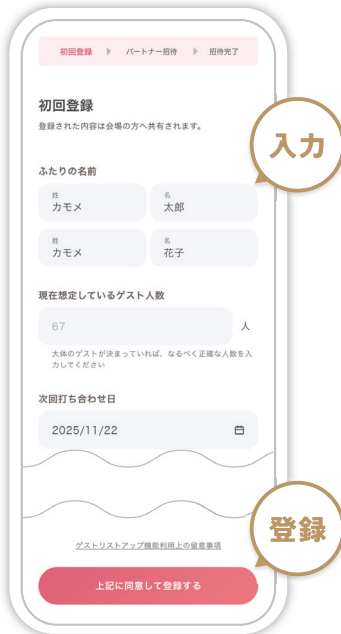 初回登録 ▶ パートナー招待 ▶ 招待完了
初回登録
登録された内容は会場の方へ共有されます。
入力
ふたりの名前
姓 名
カモメ 太郎
姓 名
カモメ 花子
現在想定しているゲスト人数
67 人
大体のゲストが決まっていれば、なるべく正確な人数を入
力してください
次回打ち合わせ日
2025/11/22
登録
ゲストリストアップ機能利用上の留意事項
上記に同意して登録する